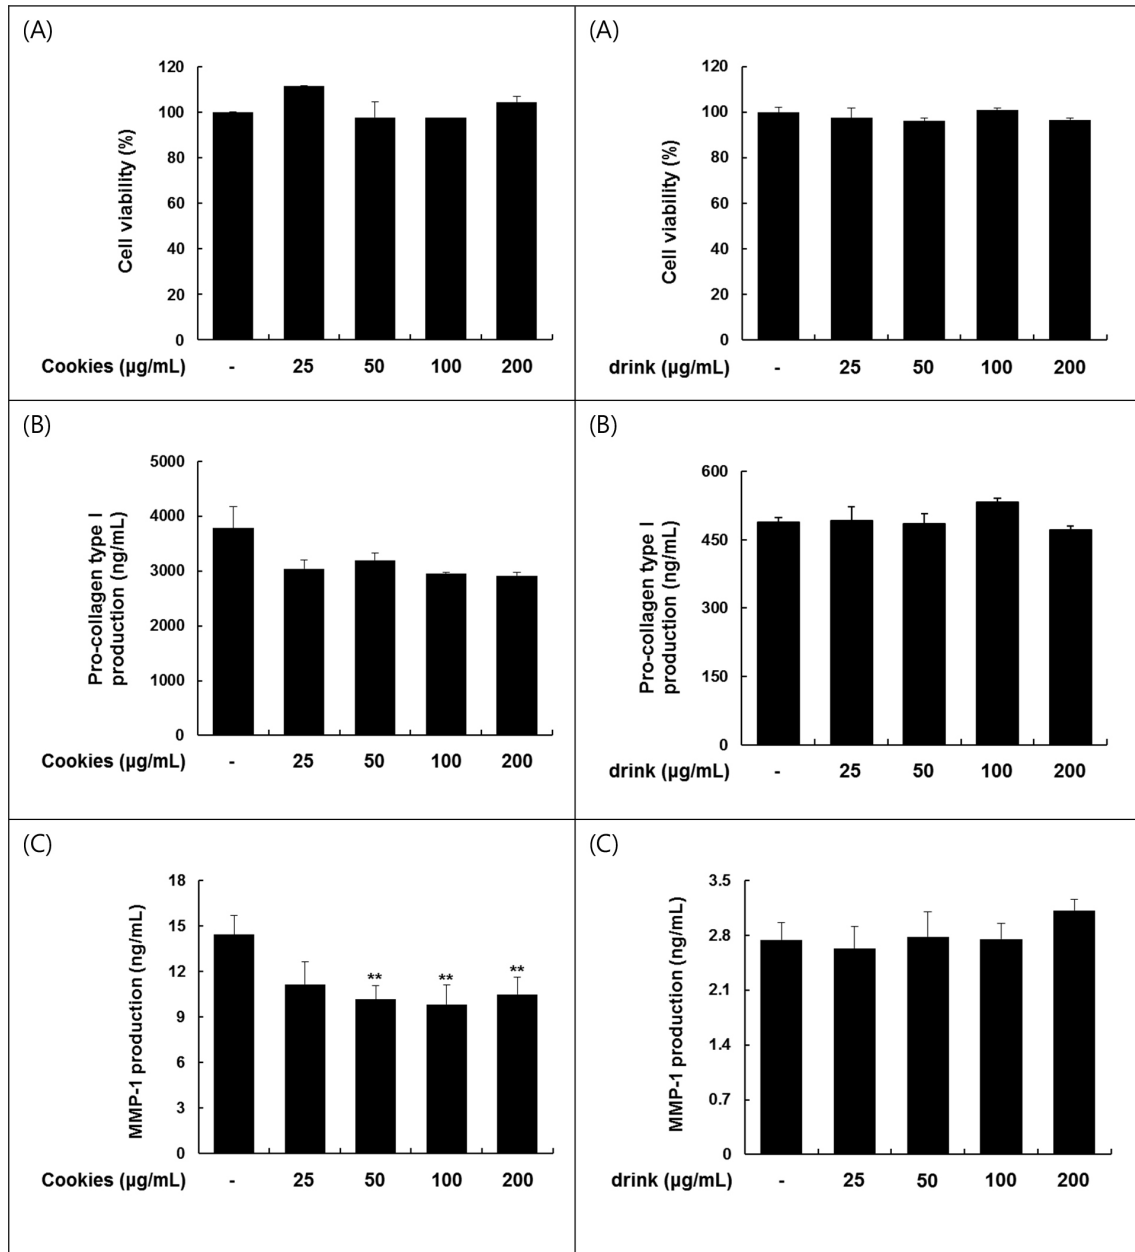 (A)
120
100
80
60
40
20
0
Cell viability (%)
Cookies (µg/mL) - 25 50 100 200
(A)
120
100
80
60
40
20
0
Cell viability (%)
drink (µg/mL) - 25 50 100 200
(B)
5000
4000
3000
2000
1000
0
Pro-collagen type I
production (ng/mL)
Cookies (µg/mL) - 25 50 100 200
(B)
600
450
300
150
0
Pro-collagen type I
production (ng/mL)
drink (µg/mL) - 25 50 100 200
(C)
18
15
12
9
6
3
0
MMP-1 production (ng/mL)
** ** **
Cookies (µg/mL) - 25 50 100 200
(C)
3.5
2.8
2.1
1.4
0.7
0
MMP-1 production (ng/mL)
drink (µg/mL) - 25 50 100 200